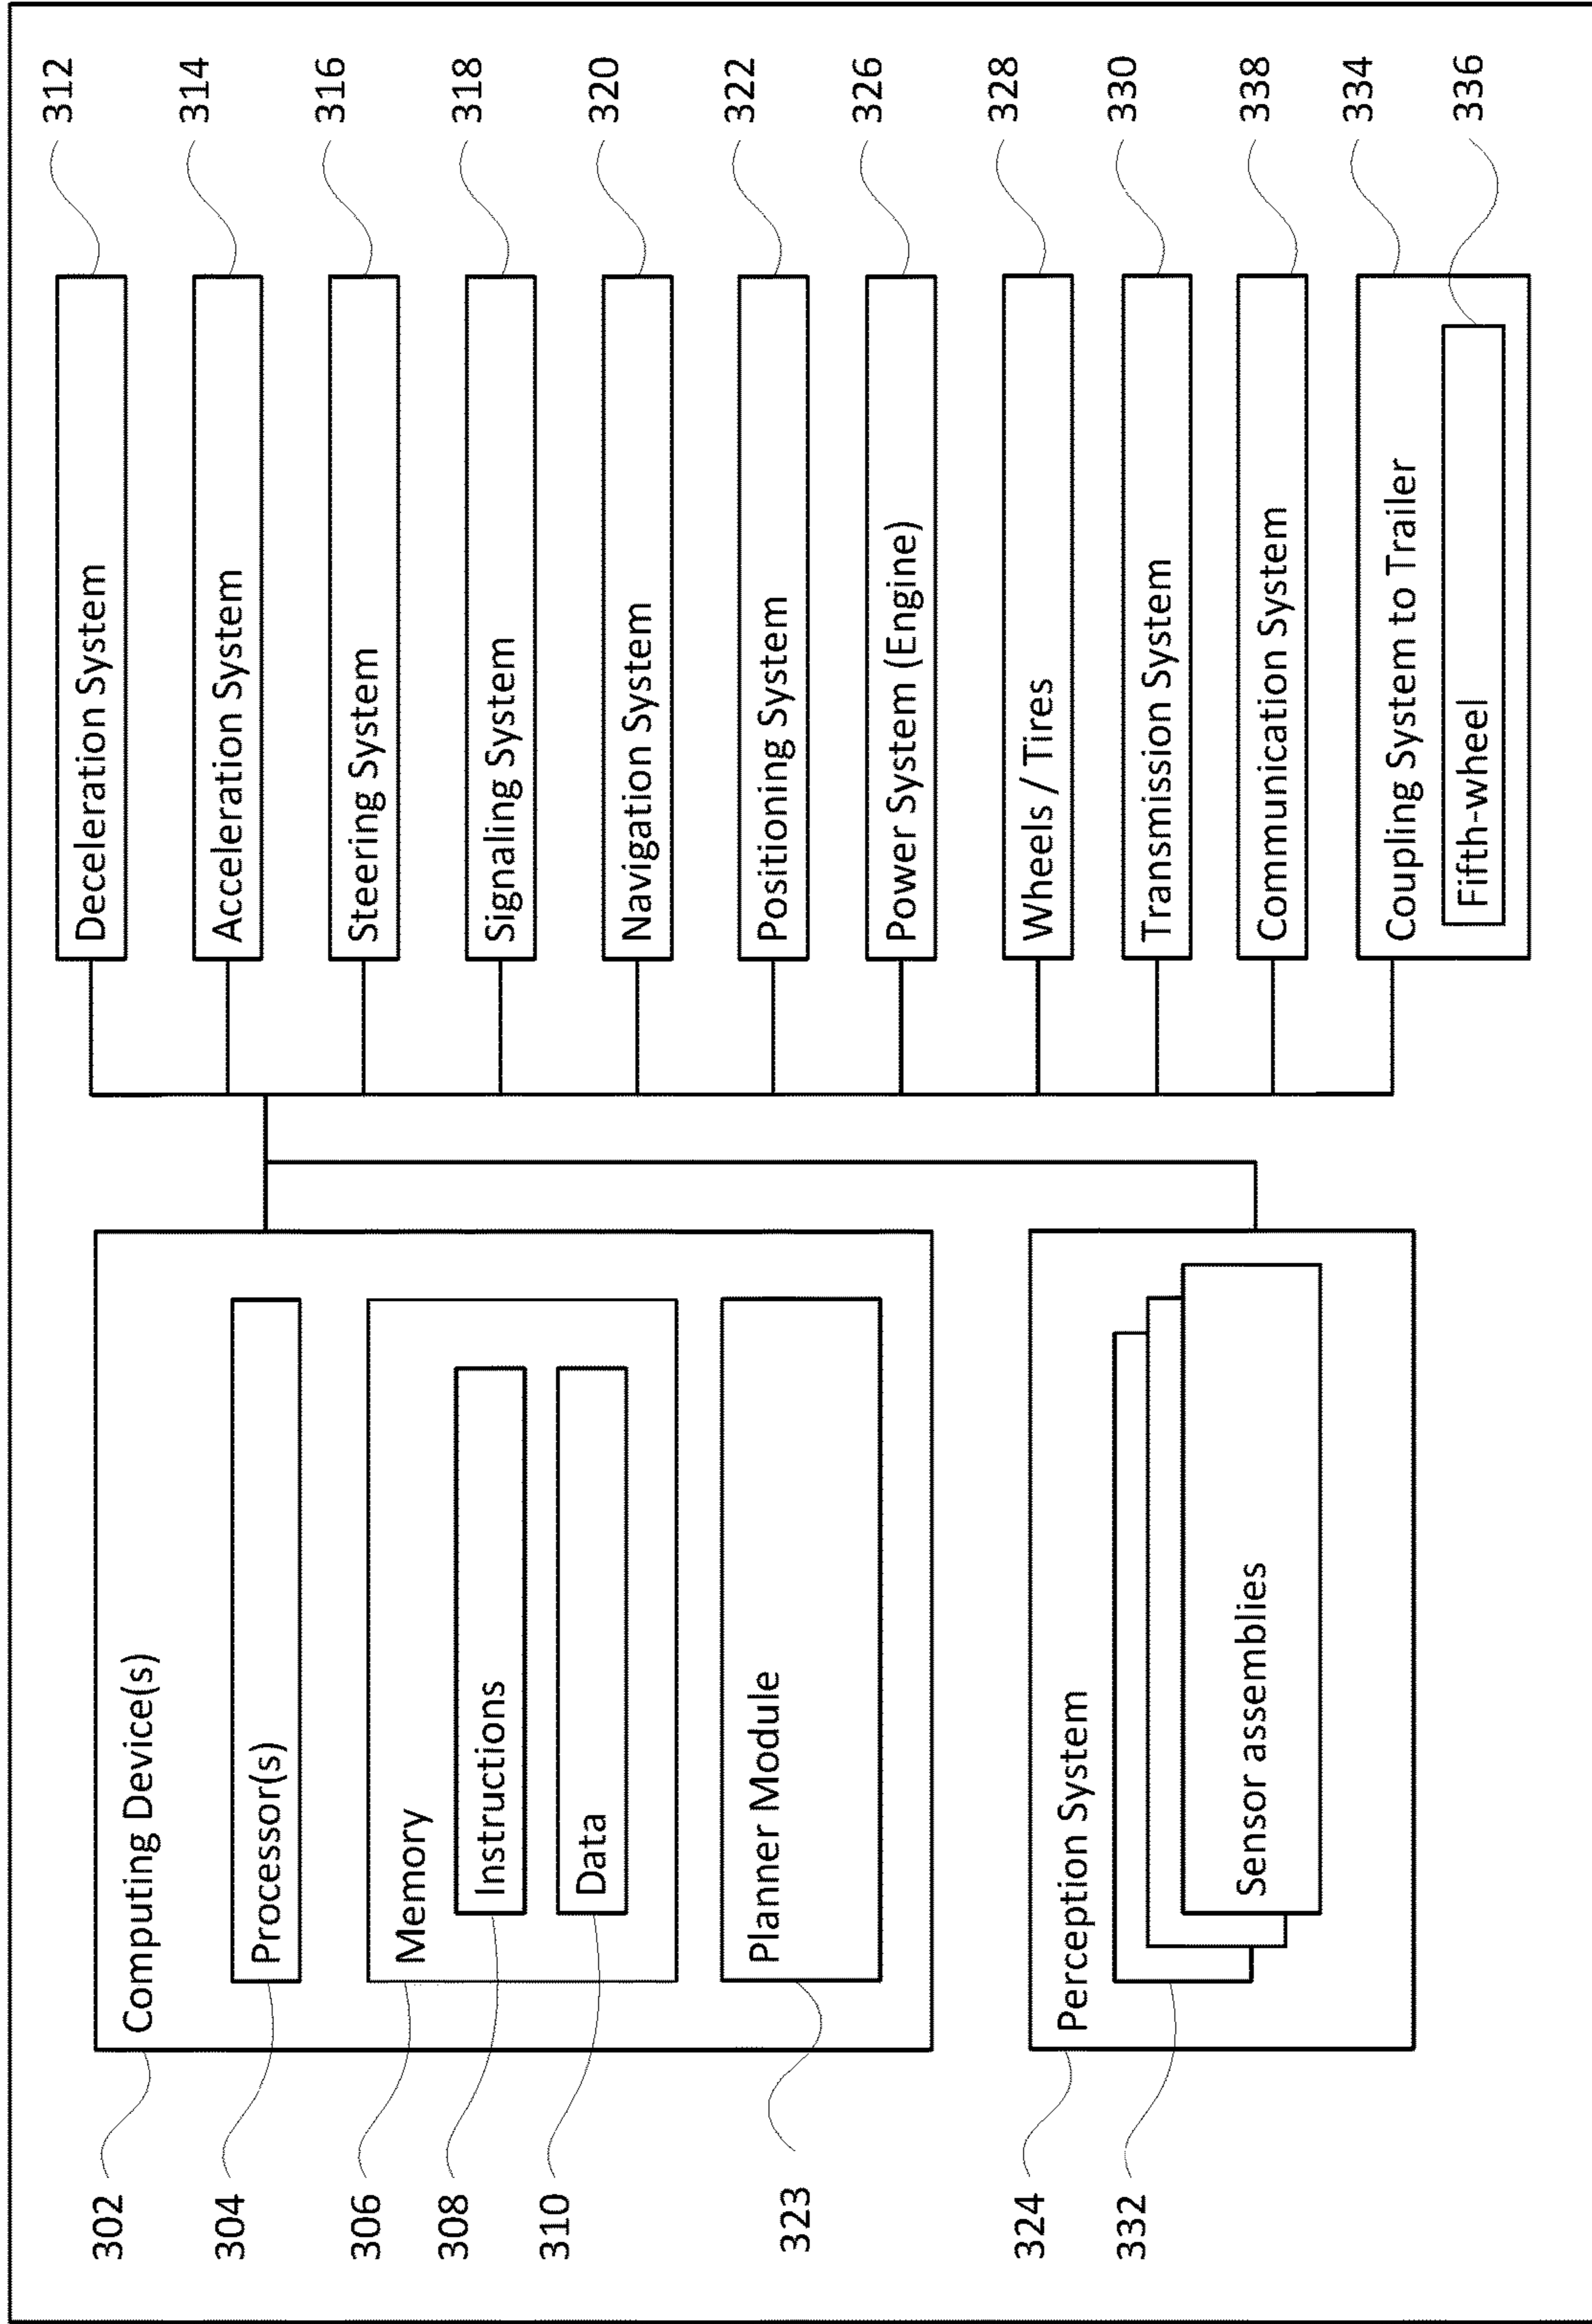 302
Computing Device(s)
304
Processor(s)
306
Memory
308
Instructions
310
Data
323
Planner Module
324
Perception System
332
Sensor assemblies
Deceleration System
312
Acceleration System
314
Steering System
316
Signaling System
318
Navigation System
320
Positioning System
322
Power System (Engine)
326
Wheels / Tires
328
Transmission System
330
Communication System
338
Coupling System to Trailer
334
Fifth-wheel
336